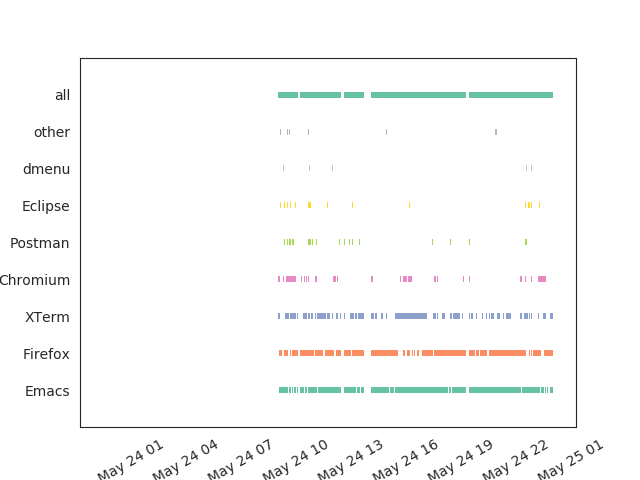 all
other
dmenu
Eclipse
Postman
Chromium
XTerm
Firefox
Emacs
May 24 01
May 24 04
May 24 07
May 24 10
May 24 13
May 24 16
May 24 19
May 24 22
May 25 01